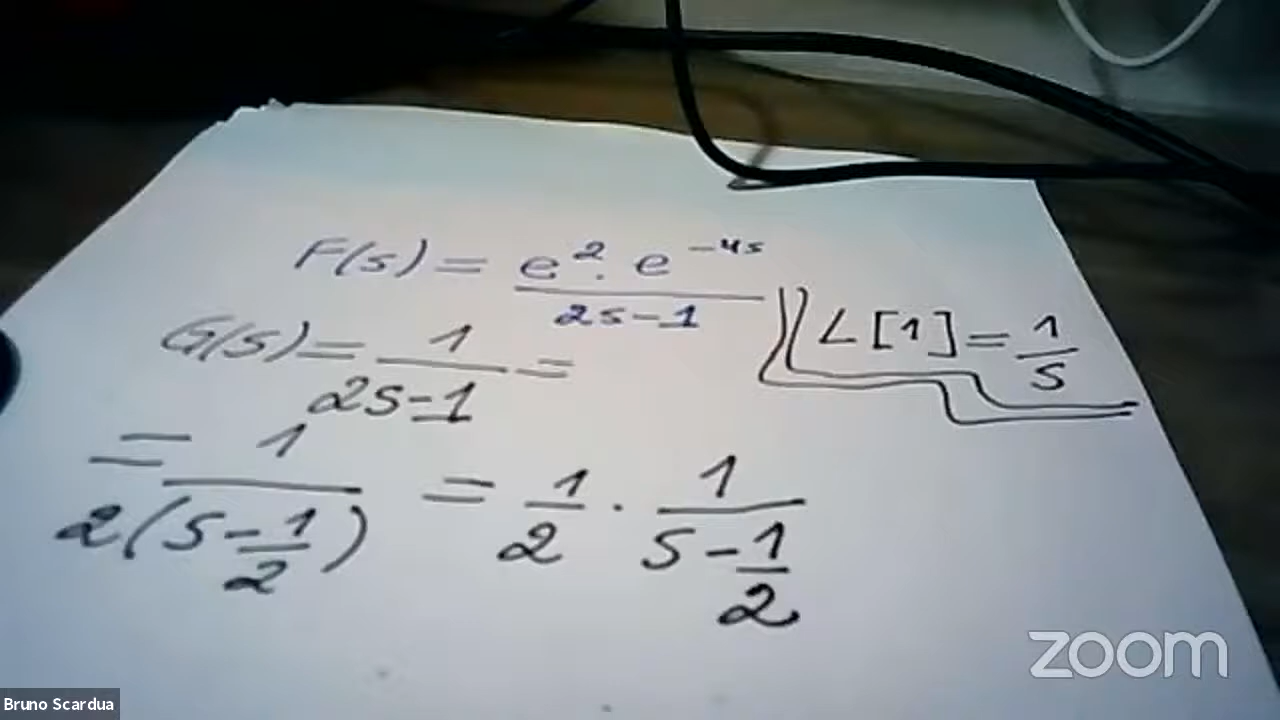 F(s) = e^2 . e^-4s / 2s-1
L[1] = 1/s
G(s) = 1/2s-1 =
= 1/2(s-1/2) = 1/2 . 1/s-1/2
zoom
Bruno Scardua